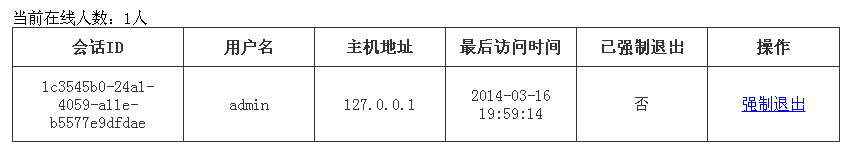 当前在线人数：1人
会话ID 用户名 主机地址 最后访问时间 已强制退出 操作
1c3545b0-24a1-
4059-a11e-
b5577e9dfdae
admin
127.0.0.1
2014-03-16
19:59:14
否
强制退出